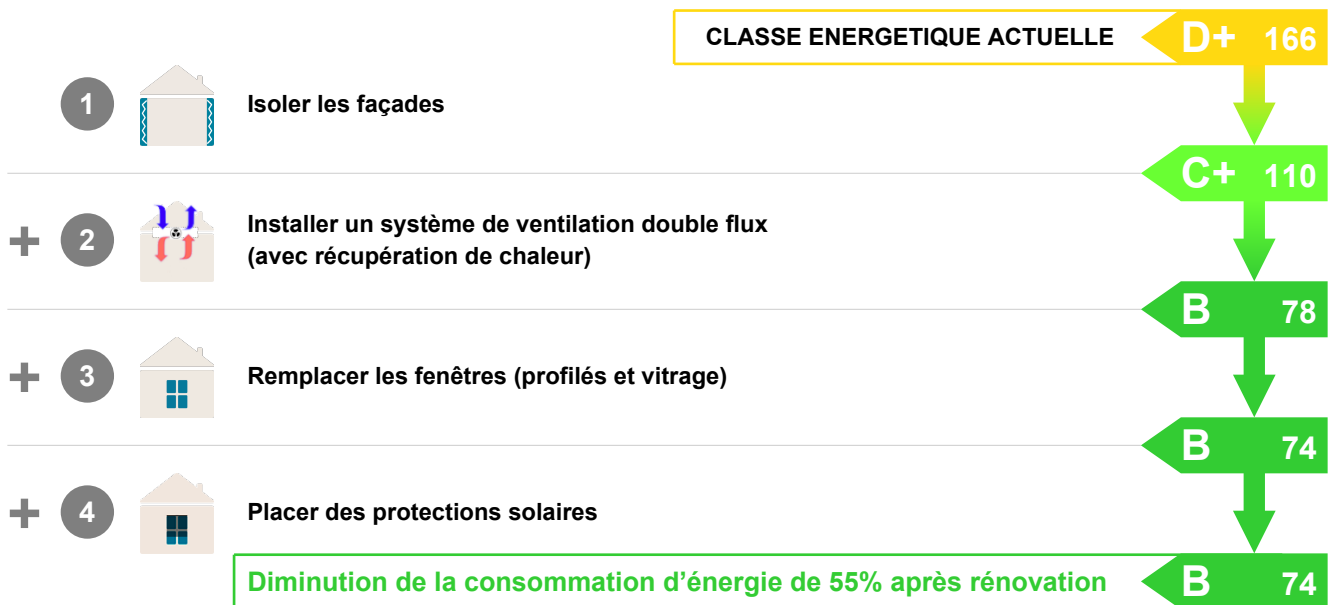 CLASSE ENERGETIQUE ACTUELLE D+ 166
1 Isoler les façades
C+ 110
+ 2 Installer un système de ventilation double flux
(avec récupération de chaleur)
B 78
+ 3 Remplacer les fenêtres (profilés et vitrage)
B 74
+ 4 Placer des protections solaires
Diminution de la consommation d’énergie de 55% après rénovation B 74